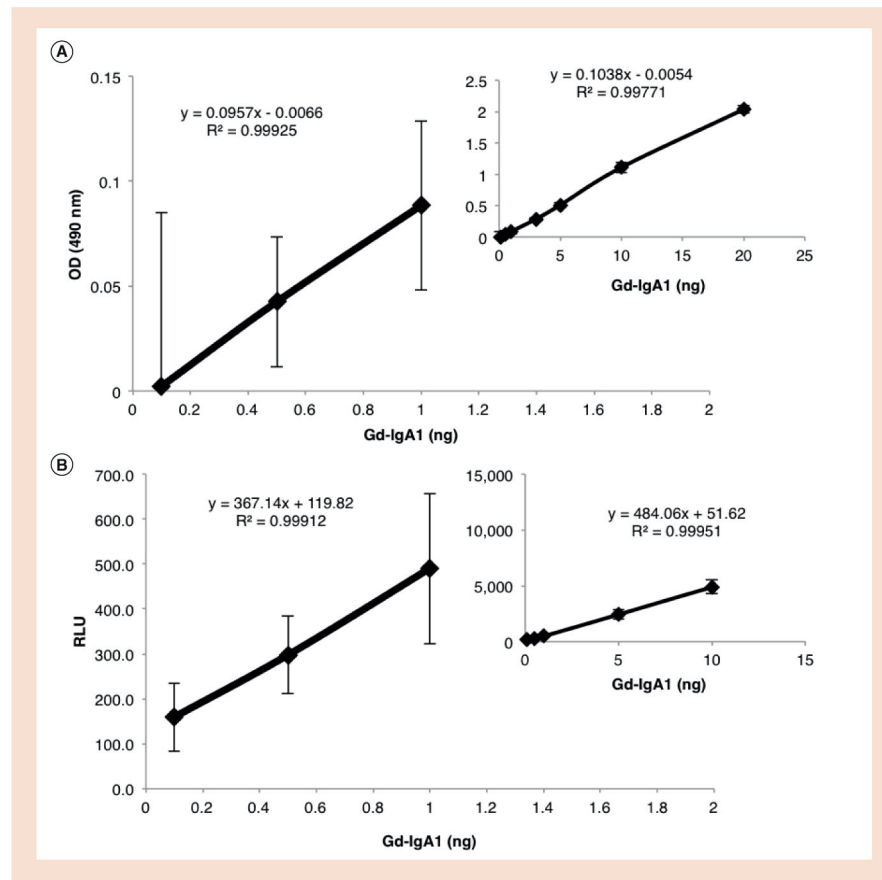 A
y = 0.0957x - 0.0066
R² = 0.99925
OD (490 nm)
0.15
0.1
0.05
0
0 0.2 0.4 0.6 0.8 1 1.2 1.4 1.6 1.8 2
Gd-IgA1 (ng)
y = 0.1038x - 0.0054
R² = 0.99771
2.5
2
1.5
1
0.5
0
0 5 10 15 20 25
Gd-IgA1 (ng)
B
y = 367.14x + 119.82
R² = 0.99912
RLU
700.0
600.0
500.0
400.0
300.0
200.0
100.0
0.0
0 0.2 0.4 0.6 0.8 1 1.2 1.4 1.6 1.8 2
Gd-IgA1 (ng)
y = 484.06x + 51.62
R² = 0.99951
15,000
10,000
5,000
0
0 5 10 15
Gd-IgA1 (ng)